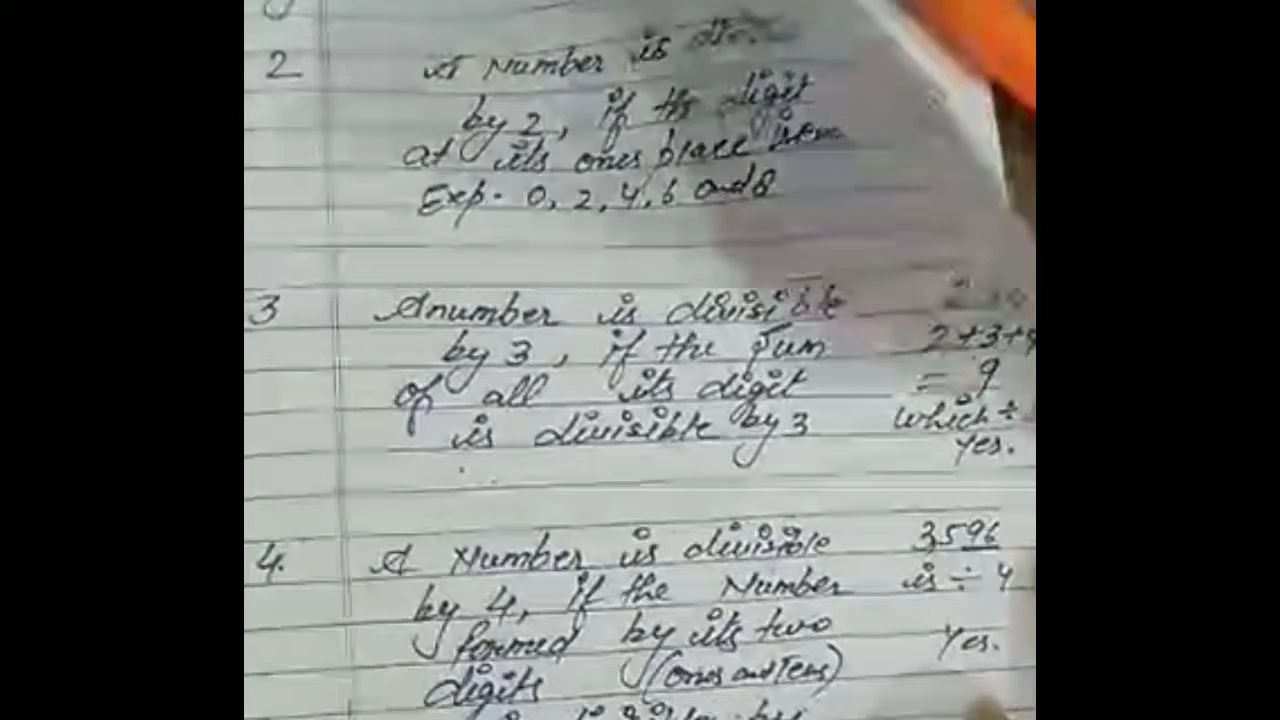 2 A Number is
by 2, if the digit
at its ones place
Exp. 0, 2, 4, 6 and 8
3 A number is divisible
by 3, if the Sum 2+3+4
of all its digit = 9
is divisible by 3 which ÷
Yes.
4. A Number is divisible 3596
by 4, if the Number is ÷ 4
formed by its two Yes.
digits (ones and Tens)